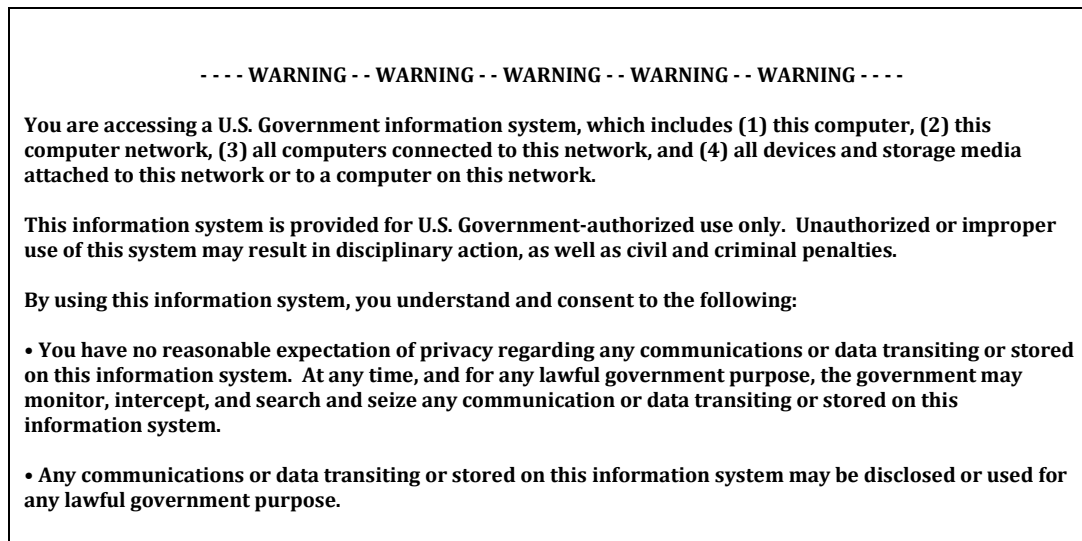 - - - - WARNING - - WARNING - - WARNING - - WARNING - - WARNING - - - -
You are accessing a U.S. Government information system, which includes (1) this computer, (2) this
computer network, (3) all computers connected to this network, and (4) all devices and storage media
attached to this network or to a computer on this network.
This information system is provided for U.S. Government-authorized use only.  Unauthorized or improper
use of this system may result in disciplinary action, as well as civil and criminal penalties.
By using this information system, you understand and consent to the following:
• You have no reasonable expectation of privacy regarding any communications or data transiting or stored
on this information system.  At any time, and for any lawful government purpose, the government may
monitor, intercept, and search and seize any communication or data transiting or stored on this
information system.
• Any communications or data transiting or stored on this information system may be disclosed or used for
any lawful government purpose.